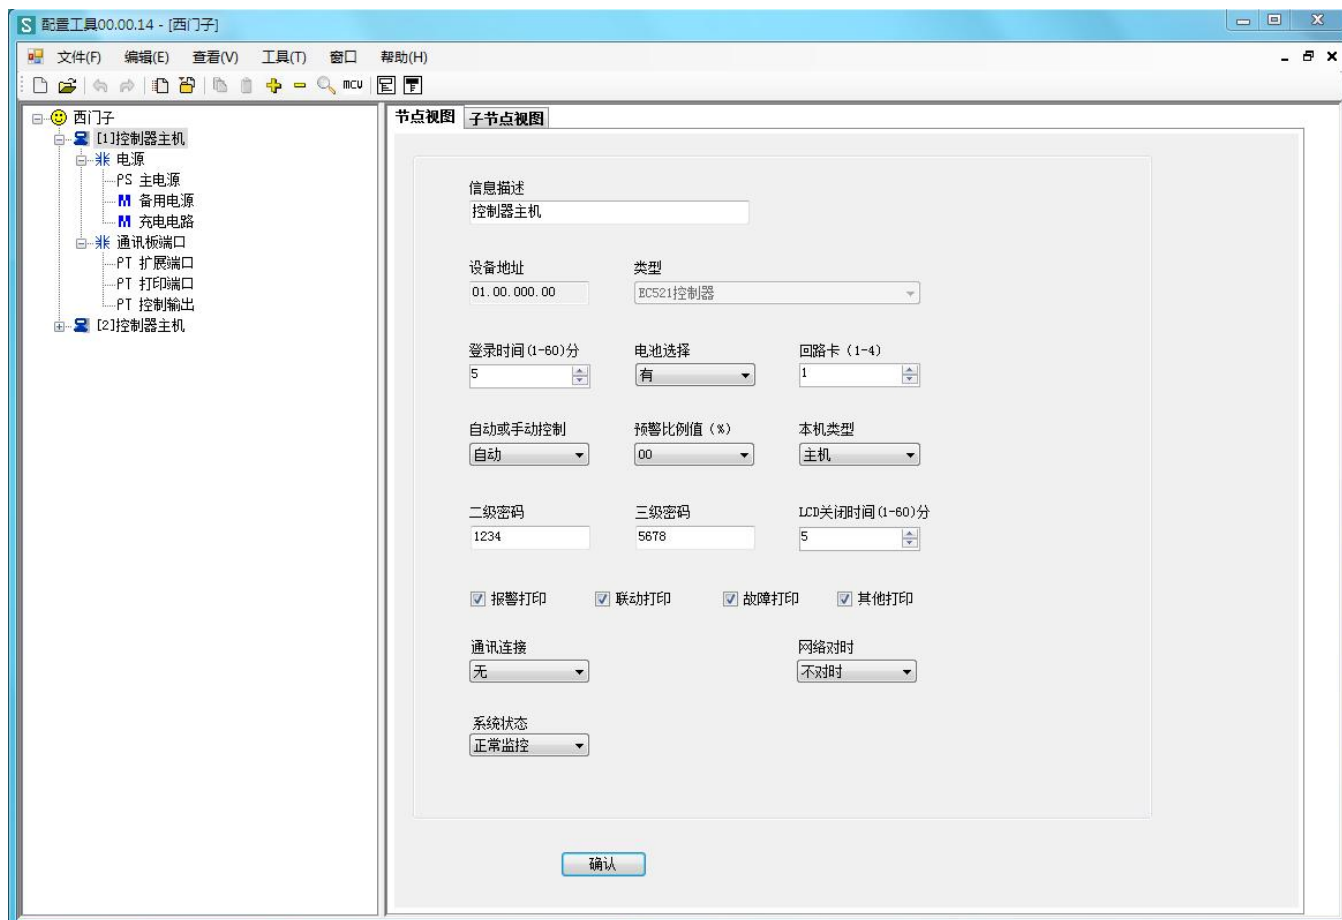 配置工具00.00.14 - [西门子]
文件(F) 编辑(E) 查看(V) 工具(T) 窗口 帮助(H)
MCU
西门子
[1]控制器主机
电源
PS 主电源
M 备用电源
M 充电电路
通讯板端口
PT 扩展端口
PT 打印端口
PT 控制输出
[2]控制器主机
节点视图 子节点视图
信息描述
控制器主机
设备地址 类型
01.00.000.00 EC521控制器
登录时间(1-60)分 电池选择 回路卡 (1-4)
5 有 1
自动或手动控制 预警比例值 (%) 本机类型
自动 00 主机
二级密码 三级密码 LCD关闭时间(1-60)分
1234 5678 5
报警打印 联动打印 故障打印 其他打印
通讯连接 网络对时
无 不对时
系统状态
正常监控
确认